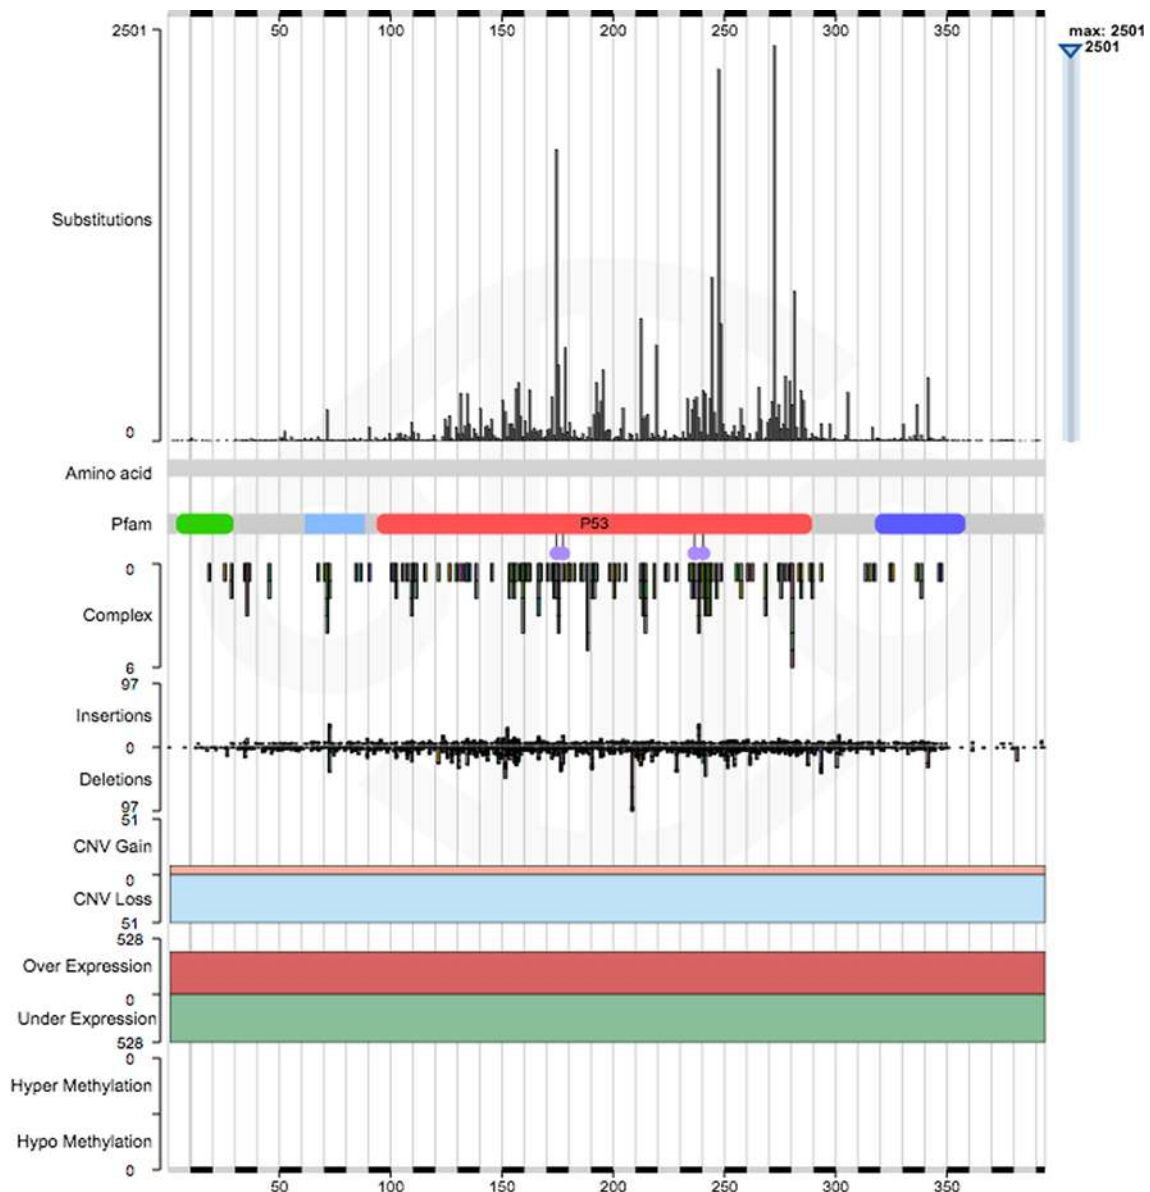 50 100 150 200 250 300 350
max: 2501
2501
2501
Substitutions
0
Amino acid
Pfam
P53
0
Complex
6
97
Insertions
0
Deletions
97
51
CNV Gain
0
CNV Loss
51
528
Over Expression
0
Under Expression
528
0
Hyper Methylation
Hypo Methylation
0
50 100 150 200 250 300 350